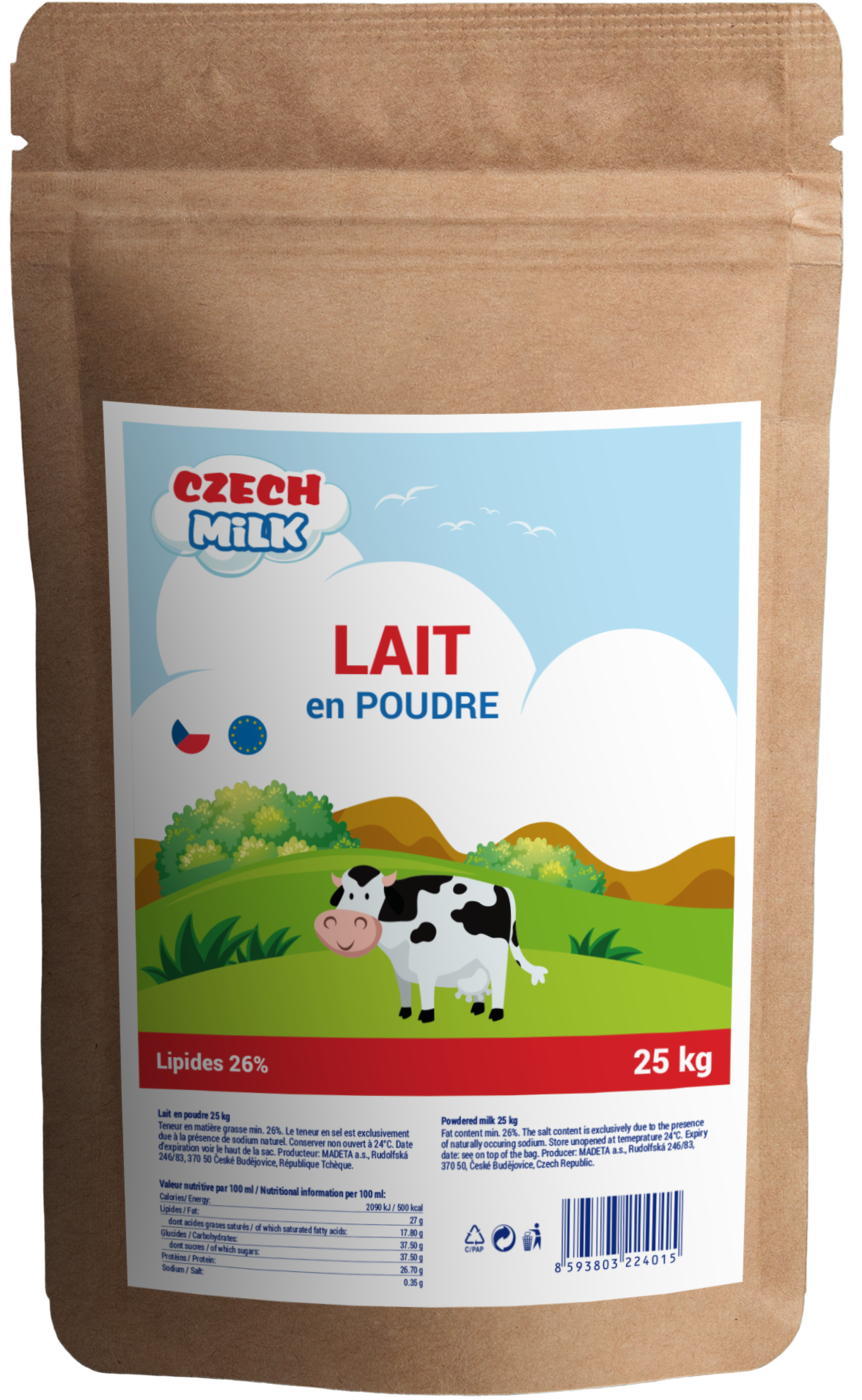 CZECH
MiLK
LAIT
en POUDRE
Lipides 26%
25 kg
Lait en poudre 25 kg
Teneur en matière grasse min. 26%. Le teneur en sel est exclusivement
due à la présence de sodium naturel. Conserver non ouvert à 24°C. Date
d'expiration voir le haut de la sac. Producteur: MADETA a.s., Rudolfská
246/83, 370 50 České Budějovice, République Tchèque.
Powdered milk 25 kg
Fat content min. 26%. The salt content is exclusively due to the presence
of naturally occuring sodium. Store unopened at temeprature 24°C. Expiry
date: see on top of the bag. Producer: MADETA a.s., Rudolfská 246/83,
370 50, České Budějovice, Czech Republic.
Valeur nutritive par 100 ml / Nutritional information per 100 ml:
Calories/ Energy: 2090 kJ / 500 kcal
Lipides / Fat: 27 g
dont acides grases saturés / of which saturated fatty acids: 17.80 g
Glucides / Carbohydrates: 37.50 g
dont sucres / of which sugars: 37.50 g
Protéins / Protein: 26.70 g
Sodium / Salt: 0.35 g
C/PAP
8 593803 224015